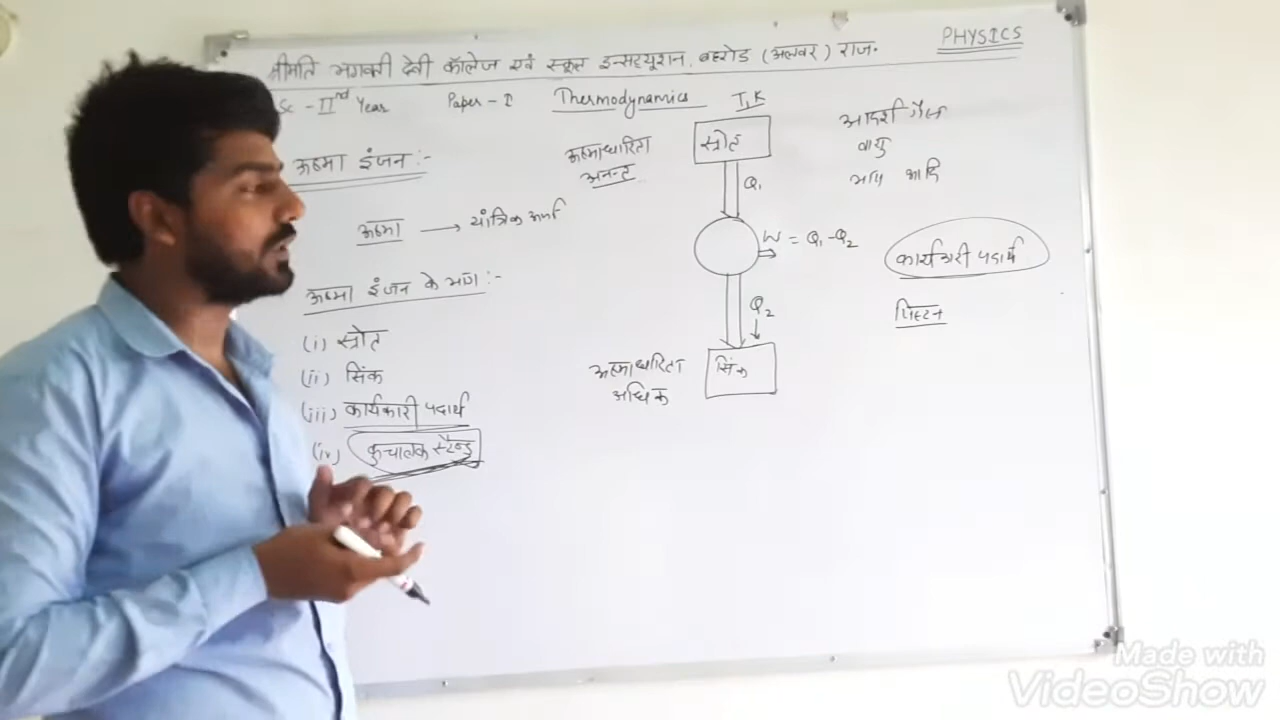 श्रीमति भगवती देवी कॉलेज एवं स्कूल इन्सट्यूशन, बहरोड (अलवर) राज.
PHYSICS
Sc - IInd Year Paper - I Thermodynamics
ऊष्मा इंजन :-
ऊष्मा → यांत्रिक ऊर्जा
ऊष्मा इंजन के भाग :-
(i) स्त्रोत
(ii) सिंक
(iii) कार्यकारी पदार्थ
(iv) कुचालक स्टैण्ड
ऊष्माधारिता
अनन्त
T1K
स्त्रोत
Q1
W = Q1-Q2
Q2
सिंक
ऊष्माधारिता
अधिक
आदर्श गैस
वायु
भाप आदि
कार्यकारी पदार्थ
पिस्टन
Made with
VideoShow